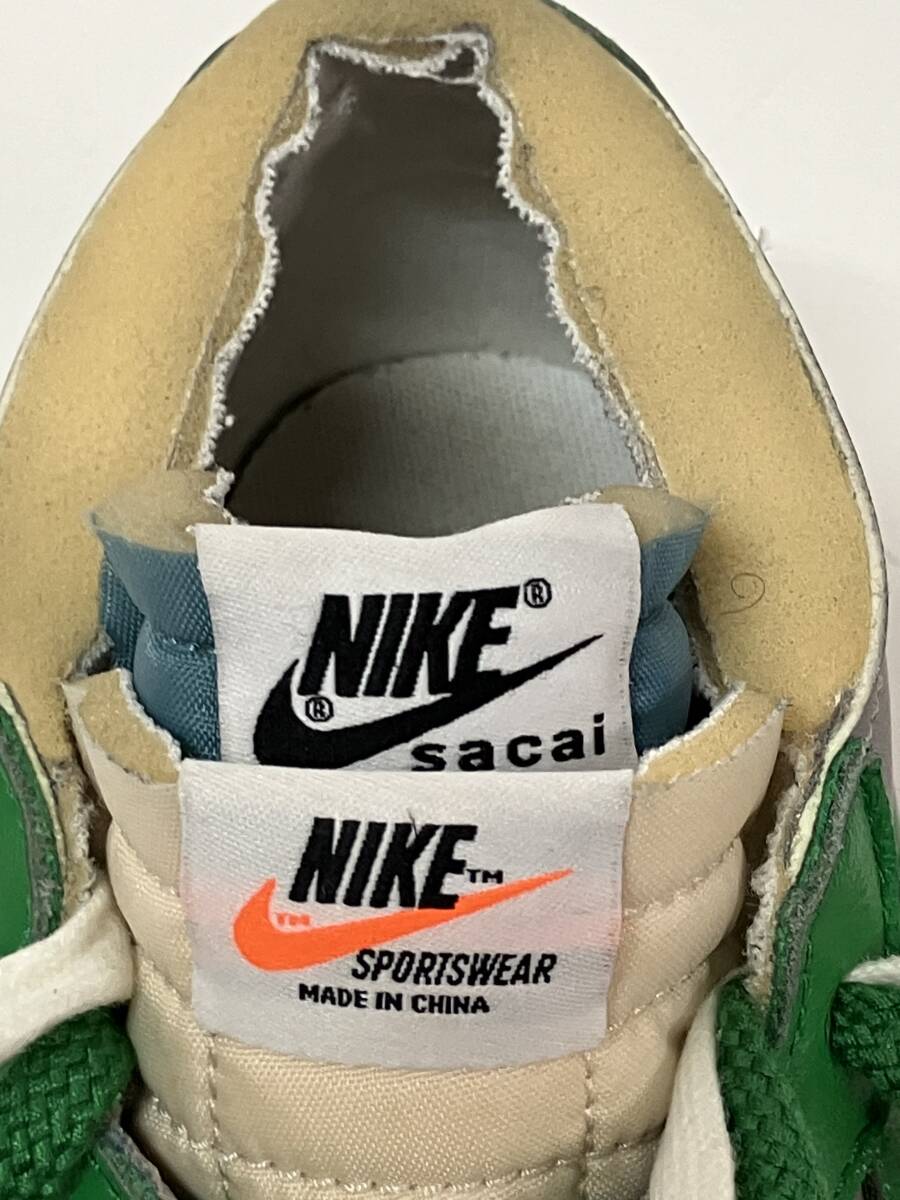 NIKE®
®
sacai
NIKE™
™
SPORTSWEAR
MADE IN CHINA